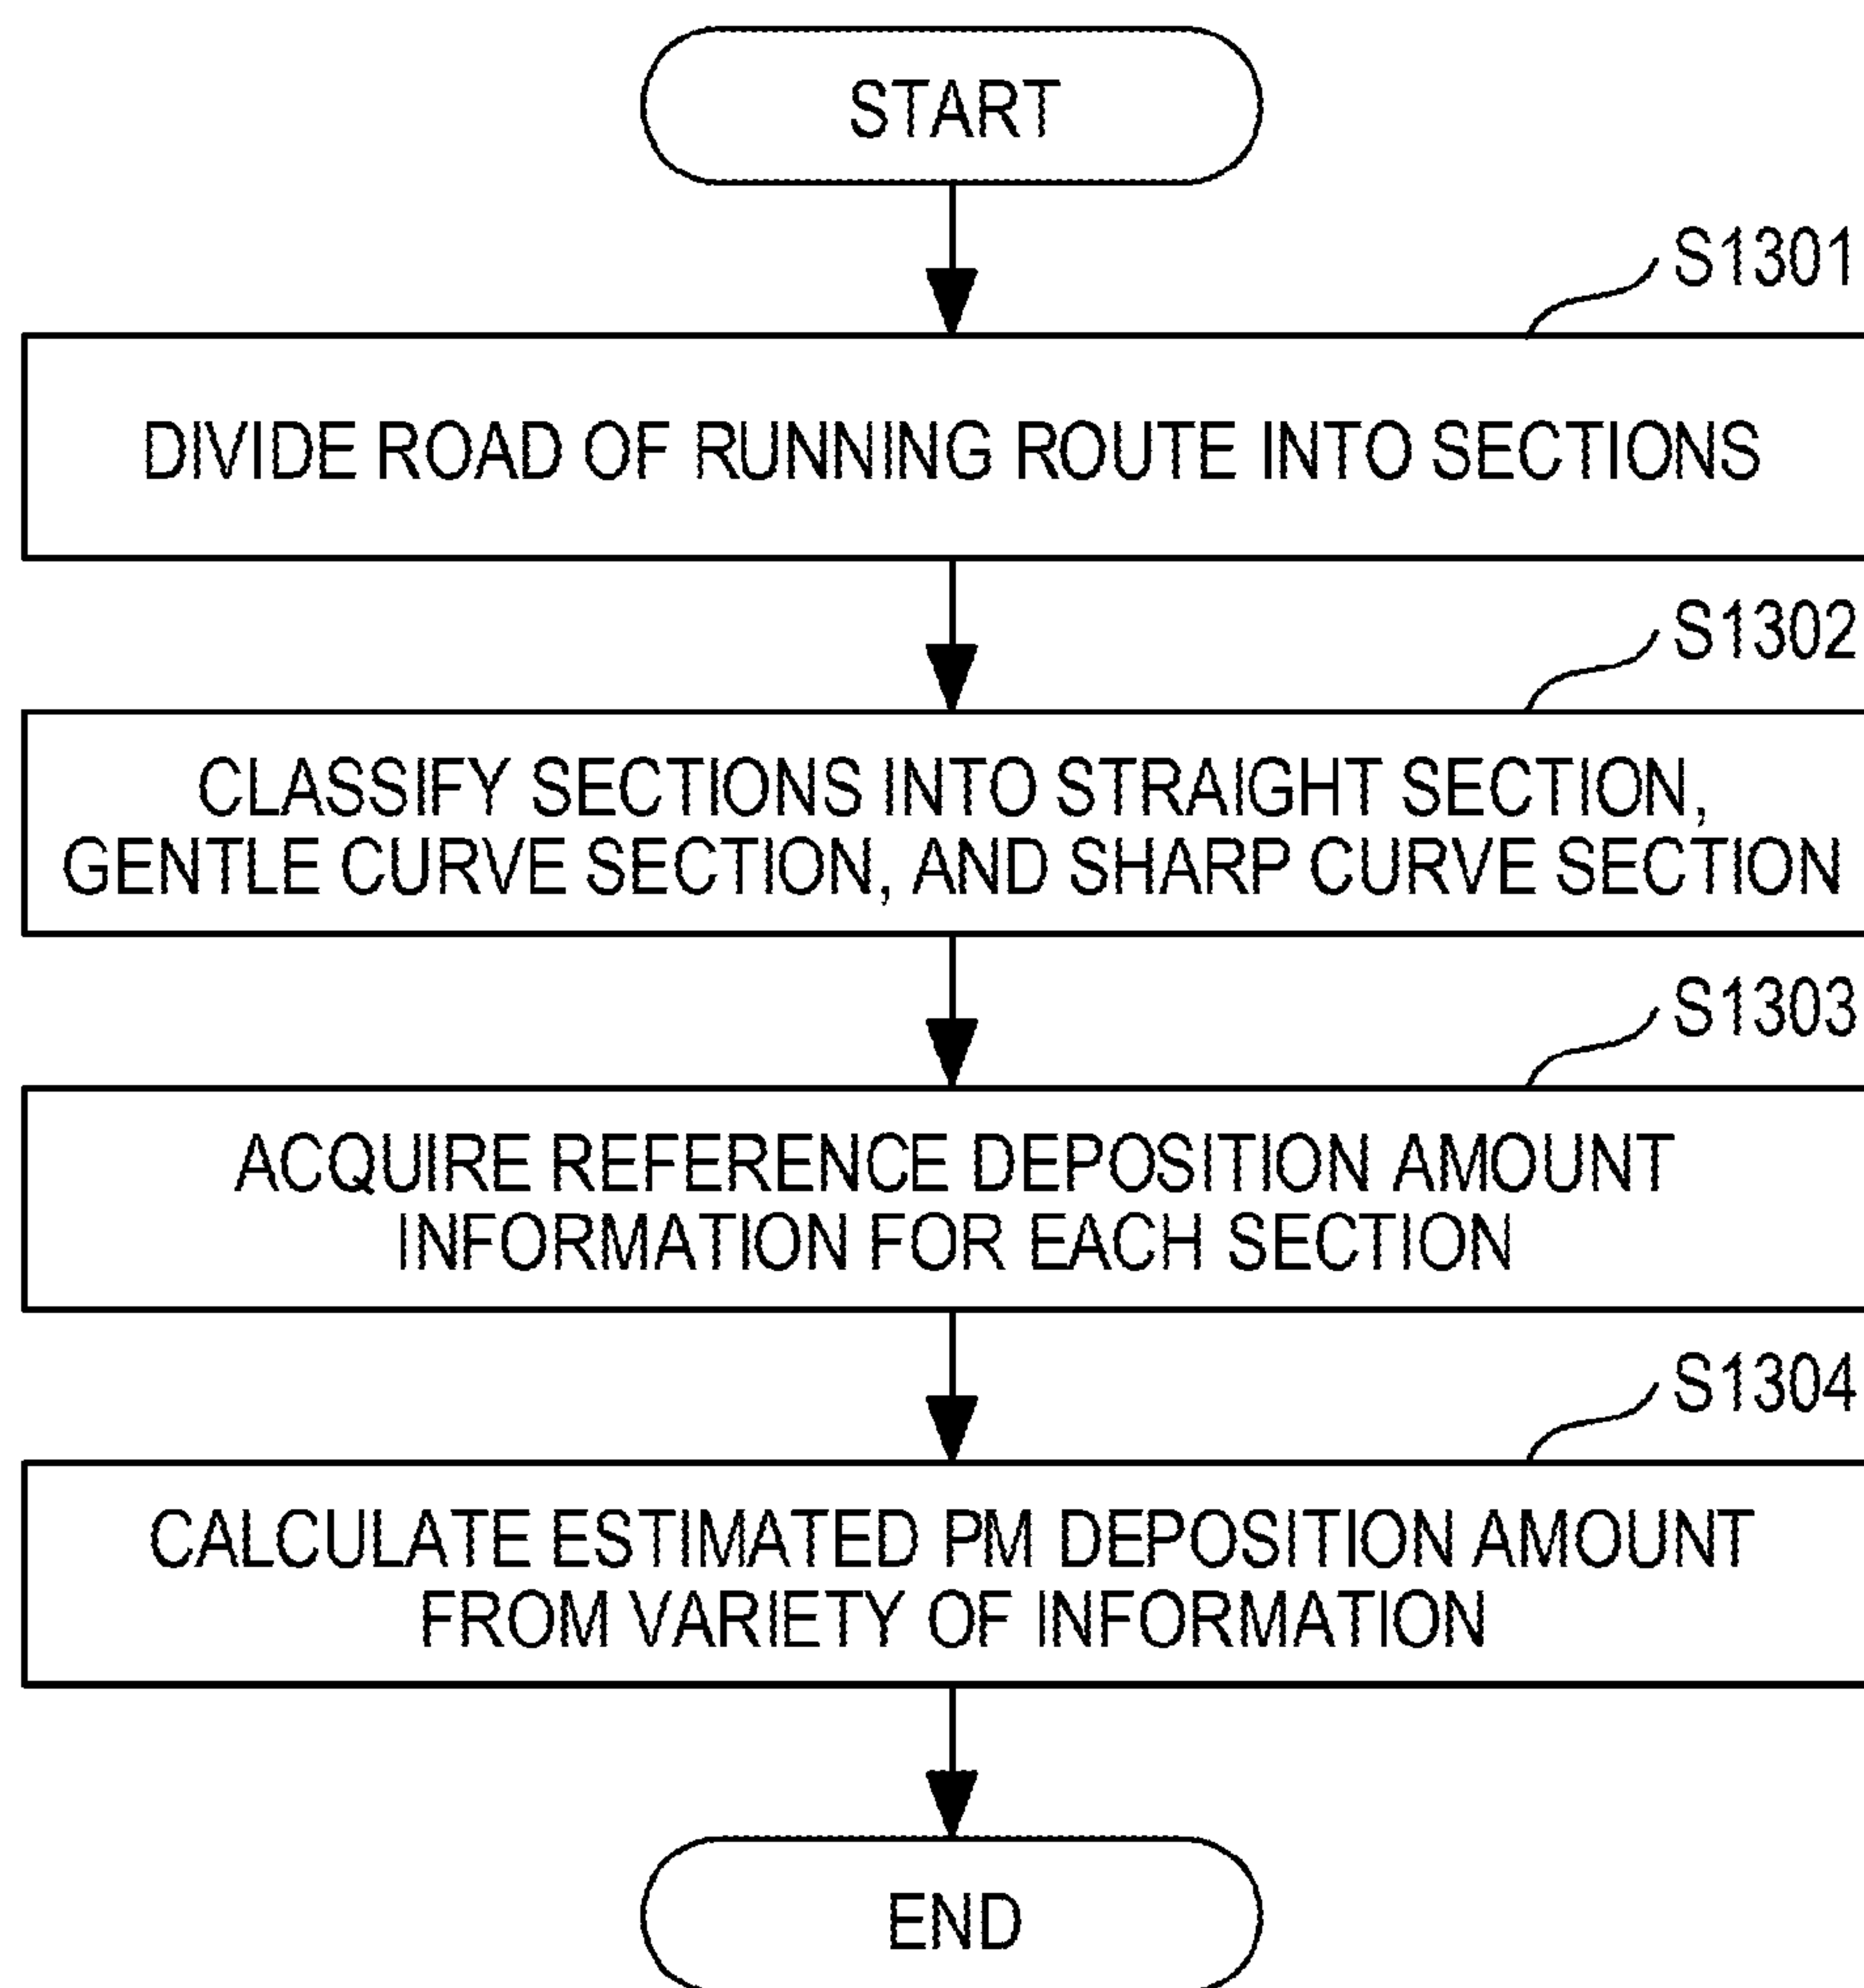 START
S1301
DIVIDE ROAD OF RUNNING ROUTE INTO SECTIONS
S1302
CLASSIFY SECTIONS INTO STRAIGHT SECTION,
GENTLE CURVE SECTION, AND SHARP CURVE SECTION
S1303
ACQUIRE REFERENCE DEPOSITION AMOUNT
INFORMATION FOR EACH SECTION
S1304
CALCULATE ESTIMATED PM DEPOSITION AMOUNT
FROM VARIETY OF INFORMATION
END